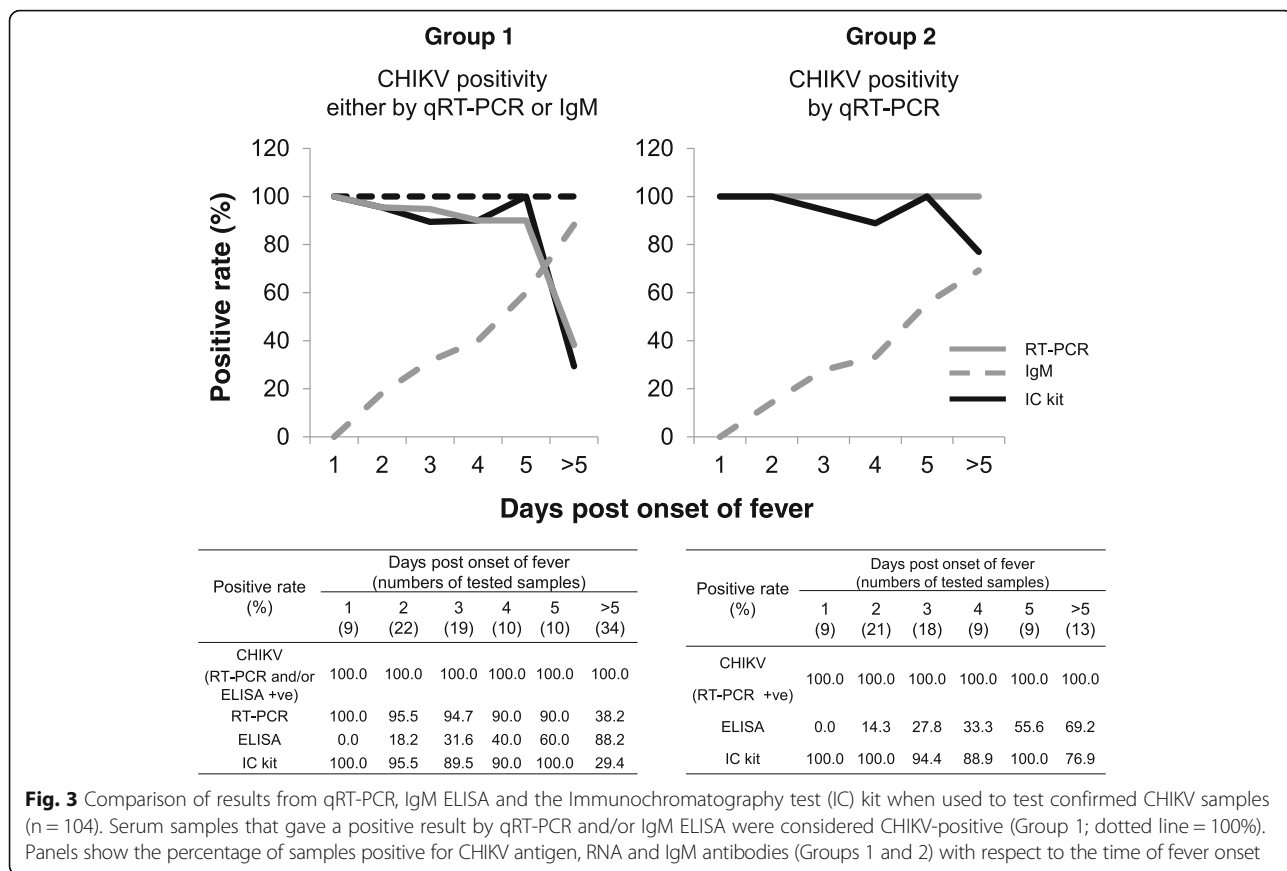 Group 1
CHIKV positivity
either by qRT-PCR or IgM
Group 2
CHIKV positivity
by qRT-PCR
Positive rate (%)
120
100
80
60
40
20
0
1 2 3 4 5 >5
120
100
80
60
40
20
0
1 2 3 4 5 >5
RT-PCR
IgM
IC kit
Days post onset of fever
Positive rate
(%)
Days post onset of fever
(numbers of tested samples)
1 2 3 4 5 >5
(9) (22) (19) (10) (10) (34)
CHIKV
(RT-PCR and/or 100.0 100.0 100.0 100.0 100.0 100.0
ELISA +ve)
RT-PCR 100.0 95.5 94.7 90.0 90.0 38.2
ELISA 0.0 18.2 31.6 40.0 60.0 88.2
IC kit 100.0 95.5 89.5 90.0 100.0 29.4
Positive rate
(%)
Days post onset of fever
(numbers of tested samples)
1 2 3 4 5 >5
(9) (21) (18) (9) (9) (13)
CHIKV
100.0 100.0 100.0 100.0 100.0 100.0
(RT-PCR +ve)
ELISA 0.0 14.3 27.8 33.3 55.6 69.2
IC kit 100.0 100.0 94.4 88.9 100.0 76.9
Fig. 3 Comparison of results from qRT-PCR, IgM ELISA and the Immunochromatography test (IC) kit when used to test confirmed CHIKV samples
(n = 104). Serum samples that gave a positive result by qRT-PCR and/or IgM ELISA were considered CHIKV-positive (Group 1; dotted line = 100%).
Panels show the percentage of samples positive for CHIKV antigen, RNA and IgM antibodies (Groups 1 and 2) with respect to the time of fever onset